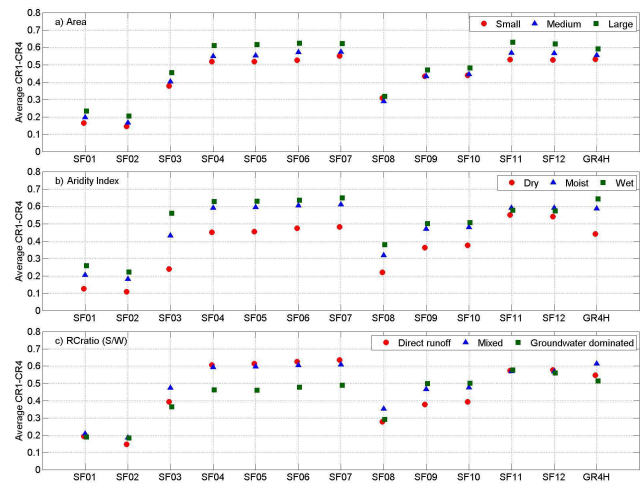 a) Area
Small Medium Large
Average CR1-CR4
0.8
0.7
0.6
0.5
0.4
0.3
0.2
0.1
0
SF01 SF02 SF03 SF04 SF05 SF06 SF07 SF08 SF09 SF10 SF11 SF12 GR4H
b) Aridity Index
Dry Moist Wet
Average CR1-CR4
0.8
0.7
0.6
0.5
0.4
0.3
0.2
0.1
0
SF01 SF02 SF03 SF04 SF05 SF06 SF07 SF08 SF09 SF10 SF11 SF12 GR4H
c) RCratio (S/W)
Direct runoff Mixed Groundwater dominated
Average CR1-CR4
0.8
0.7
0.6
0.5
0.4
0.3
0.2
0.1
0
SF01 SF02 SF03 SF04 SF05 SF06 SF07 SF08 SF09 SF10 SF11 SF12 GR4H